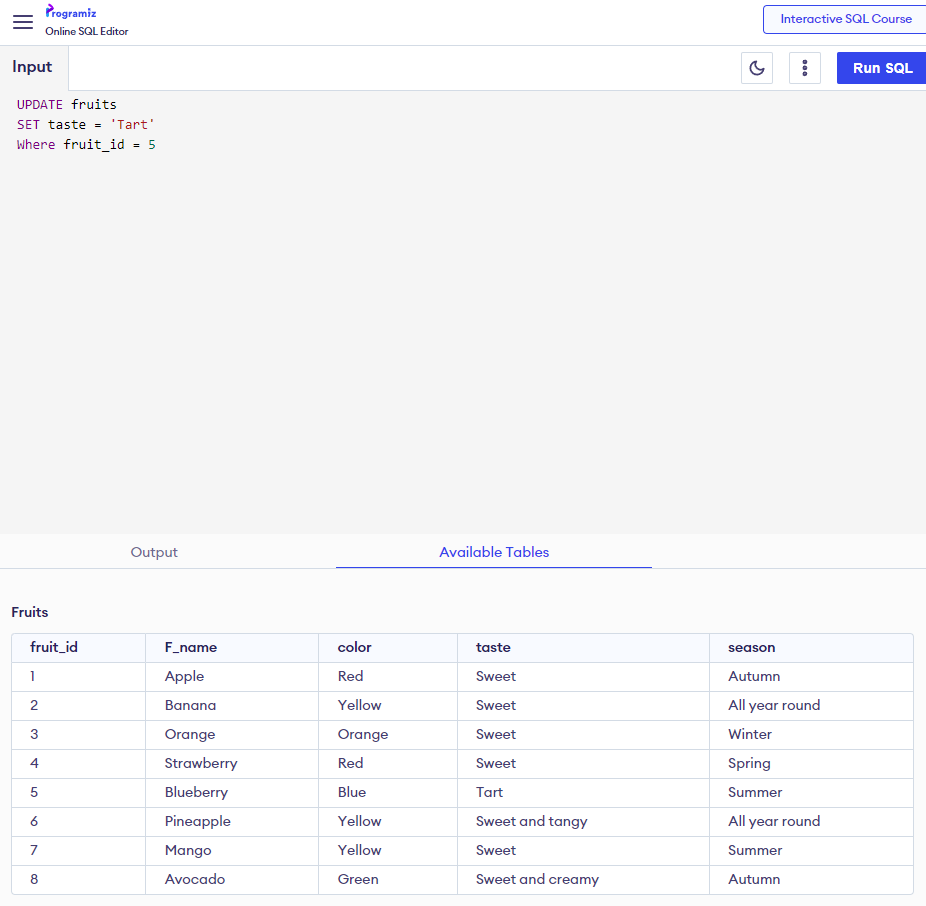 Programiz
Online SQL Editor
Interactive SQL Course
Input
Run SQL
UPDATE fruits
SET taste = 'Tart'
Where fruit_id = 5
Output Available Tables
Fruits
fruit_id F_name color taste season
1 Apple Red Sweet Autumn
2 Banana Yellow Sweet All year round
3 Orange Orange Sweet Winter
4 Strawberry Red Sweet Spring
5 Blueberry Blue Tart Summer
6 Pineapple Yellow Sweet and tangy All year round
7 Mango Yellow Sweet Summer
8 Avocado Green Sweet and creamy Autumn